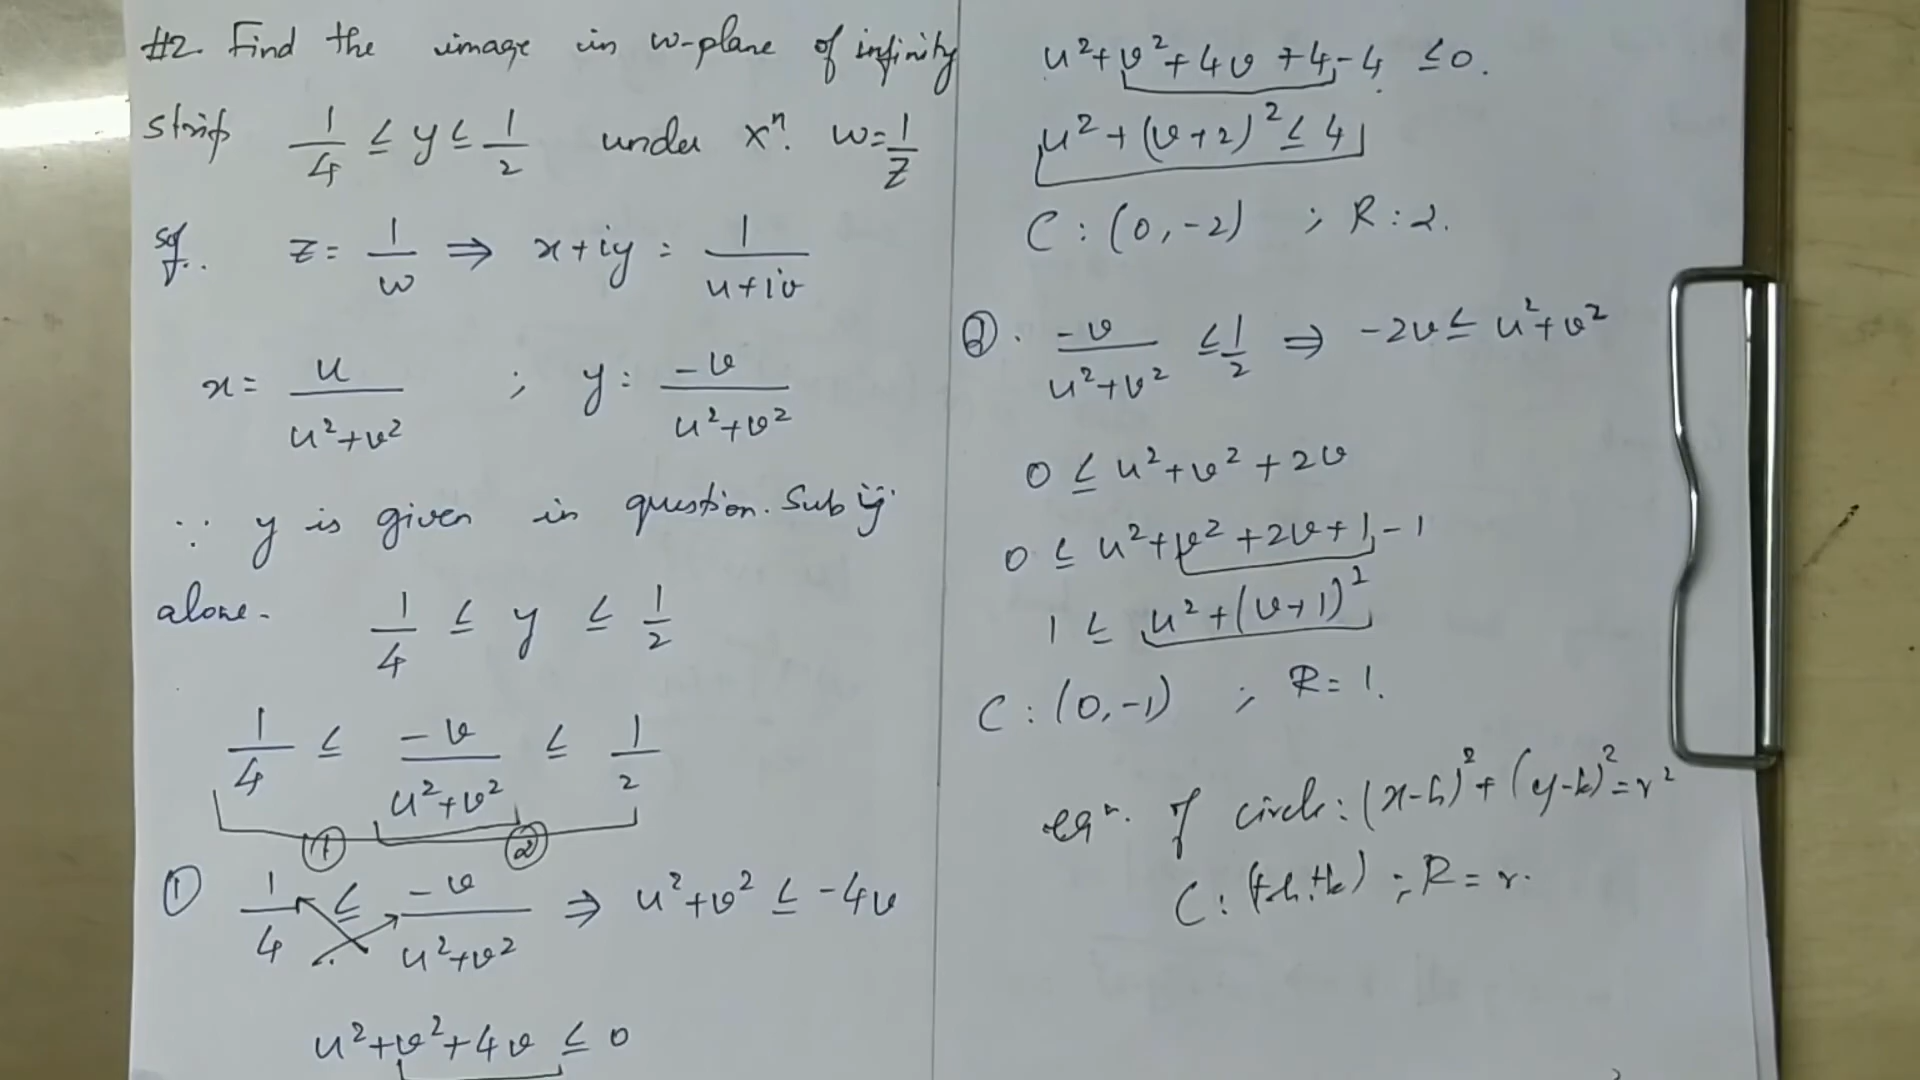 #2. Find the image in w-plane of infinity
strip 1/4 ≤ y ≤ 1/2 under xⁿ. w=1/z
sol. z = 1/w ⇒ x+iy = 1/(u+iv)
x = u/(u²+v²) ; y = -v/(u²+v²)
∵ y is given in question. Sub 'y'
alone. 1/4 ≤ y ≤ 1/2
1/4 ≤ -v/(u²+v²) ≤ 1/2
① ②
① 1/4 ≤ -v/(u²+v²) ⇒ u²+v² ≤ -4v
u²+v²+4v ≤ 0
u²+v²+4v+4-4 ≤ 0.
u²+(v+2)² ≤ 4
C : (0,-2) ; R : 2.
②. -v/(u²+v²) ≤ 1/2 ⇒ -2v ≤ u²+v²
0 ≤ u²+v²+2v
0 ≤ u²+v²+2v+1-1
1 ≤ u²+(v+1)²
C : (0,-1) ; R = 1.
eqⁿ. of circle : (x-h)²+(y-k)²=r²
C : (+h,+k) ; R = r.